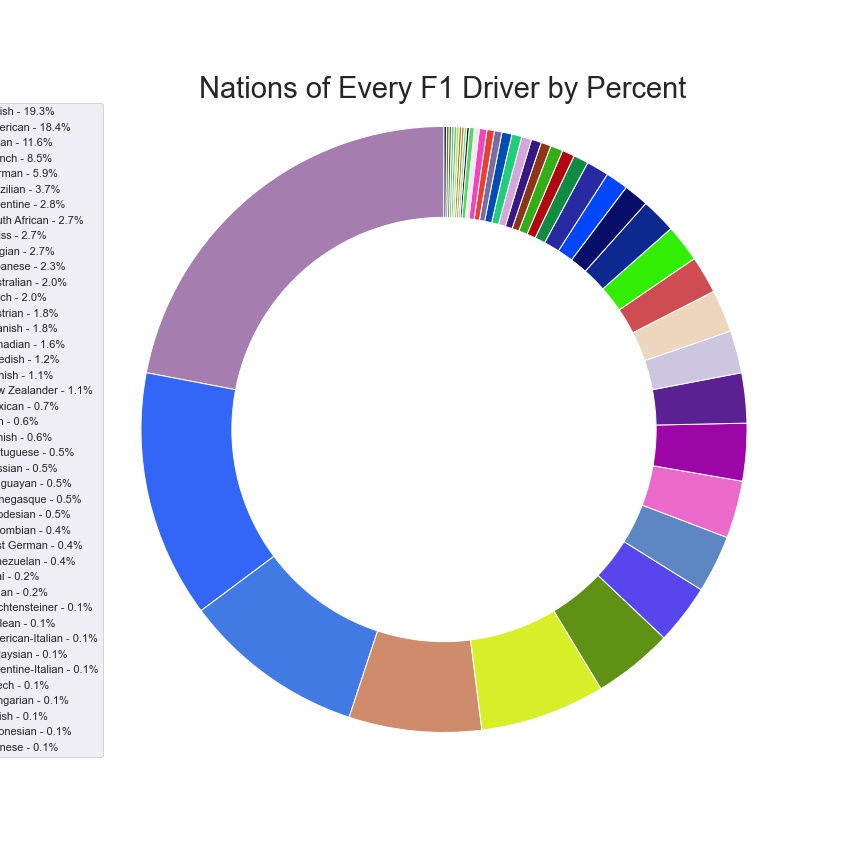 Nations of Every F1 Driver by Percent
ish - 19.3%
erican - 18.4%
ian - 11.6%
nch - 8.5%
rman - 5.9%
zilian - 3.7%
entine - 2.8%
uth African - 2.7%
iss - 2.7%
gian - 2.7%
anese - 2.3%
stralian - 2.0%
ch - 2.0%
strian - 1.8%
anish - 1.8%
nadian - 1.6%
edish - 1.2%
nish - 1.1%
w Zealander - 1.1%
xican - 0.7%
h - 0.6%
nish - 0.6%
tuguese - 0.5%
ssian - 0.5%
guayan - 0.5%
negasque - 0.5%
odesian - 0.5%
ombian - 0.4%
st German - 0.4%
nezuelan - 0.4%
ai - 0.2%
ian - 0.2%
chtensteiner - 0.1%
ilean - 0.1%
erican-Italian - 0.1%
laysian - 0.1%
entine-Italian - 0.1%
ech - 0.1%
ngarian - 0.1%
ish - 0.1%
onesian - 0.1%
nese - 0.1%